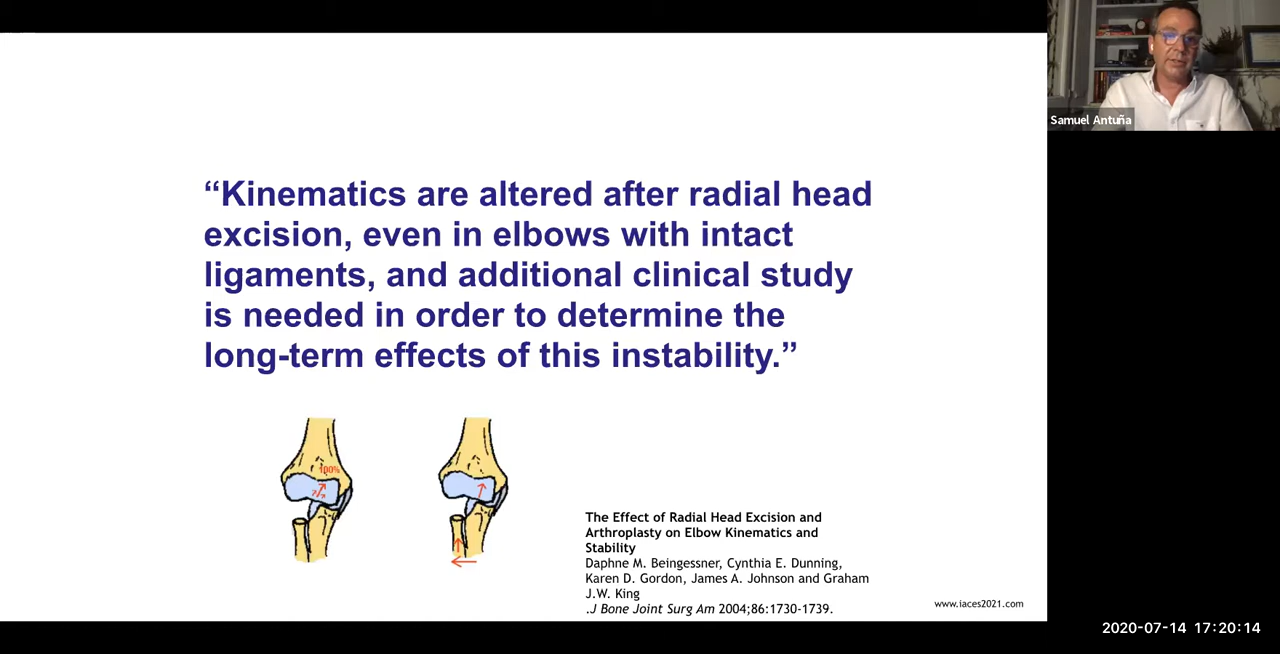 Samuel Antuña
“Kinematics are altered after radial head
excision, even in elbows with intact
ligaments, and additional clinical study
is needed in order to determine the
long-term effects of this instability.”
100%
The Effect of Radial Head Excision and
Arthroplasty on Elbow Kinematics and
Stability
Daphne M. Beingessner, Cynthia E. Dunning,
Karen D. Gordon, James A. Johnson and Graham
J.W. King
.J Bone Joint Surg Am 2004;86:1730-1739.
www.iaces2021.com
2020-07-14 17:20:14